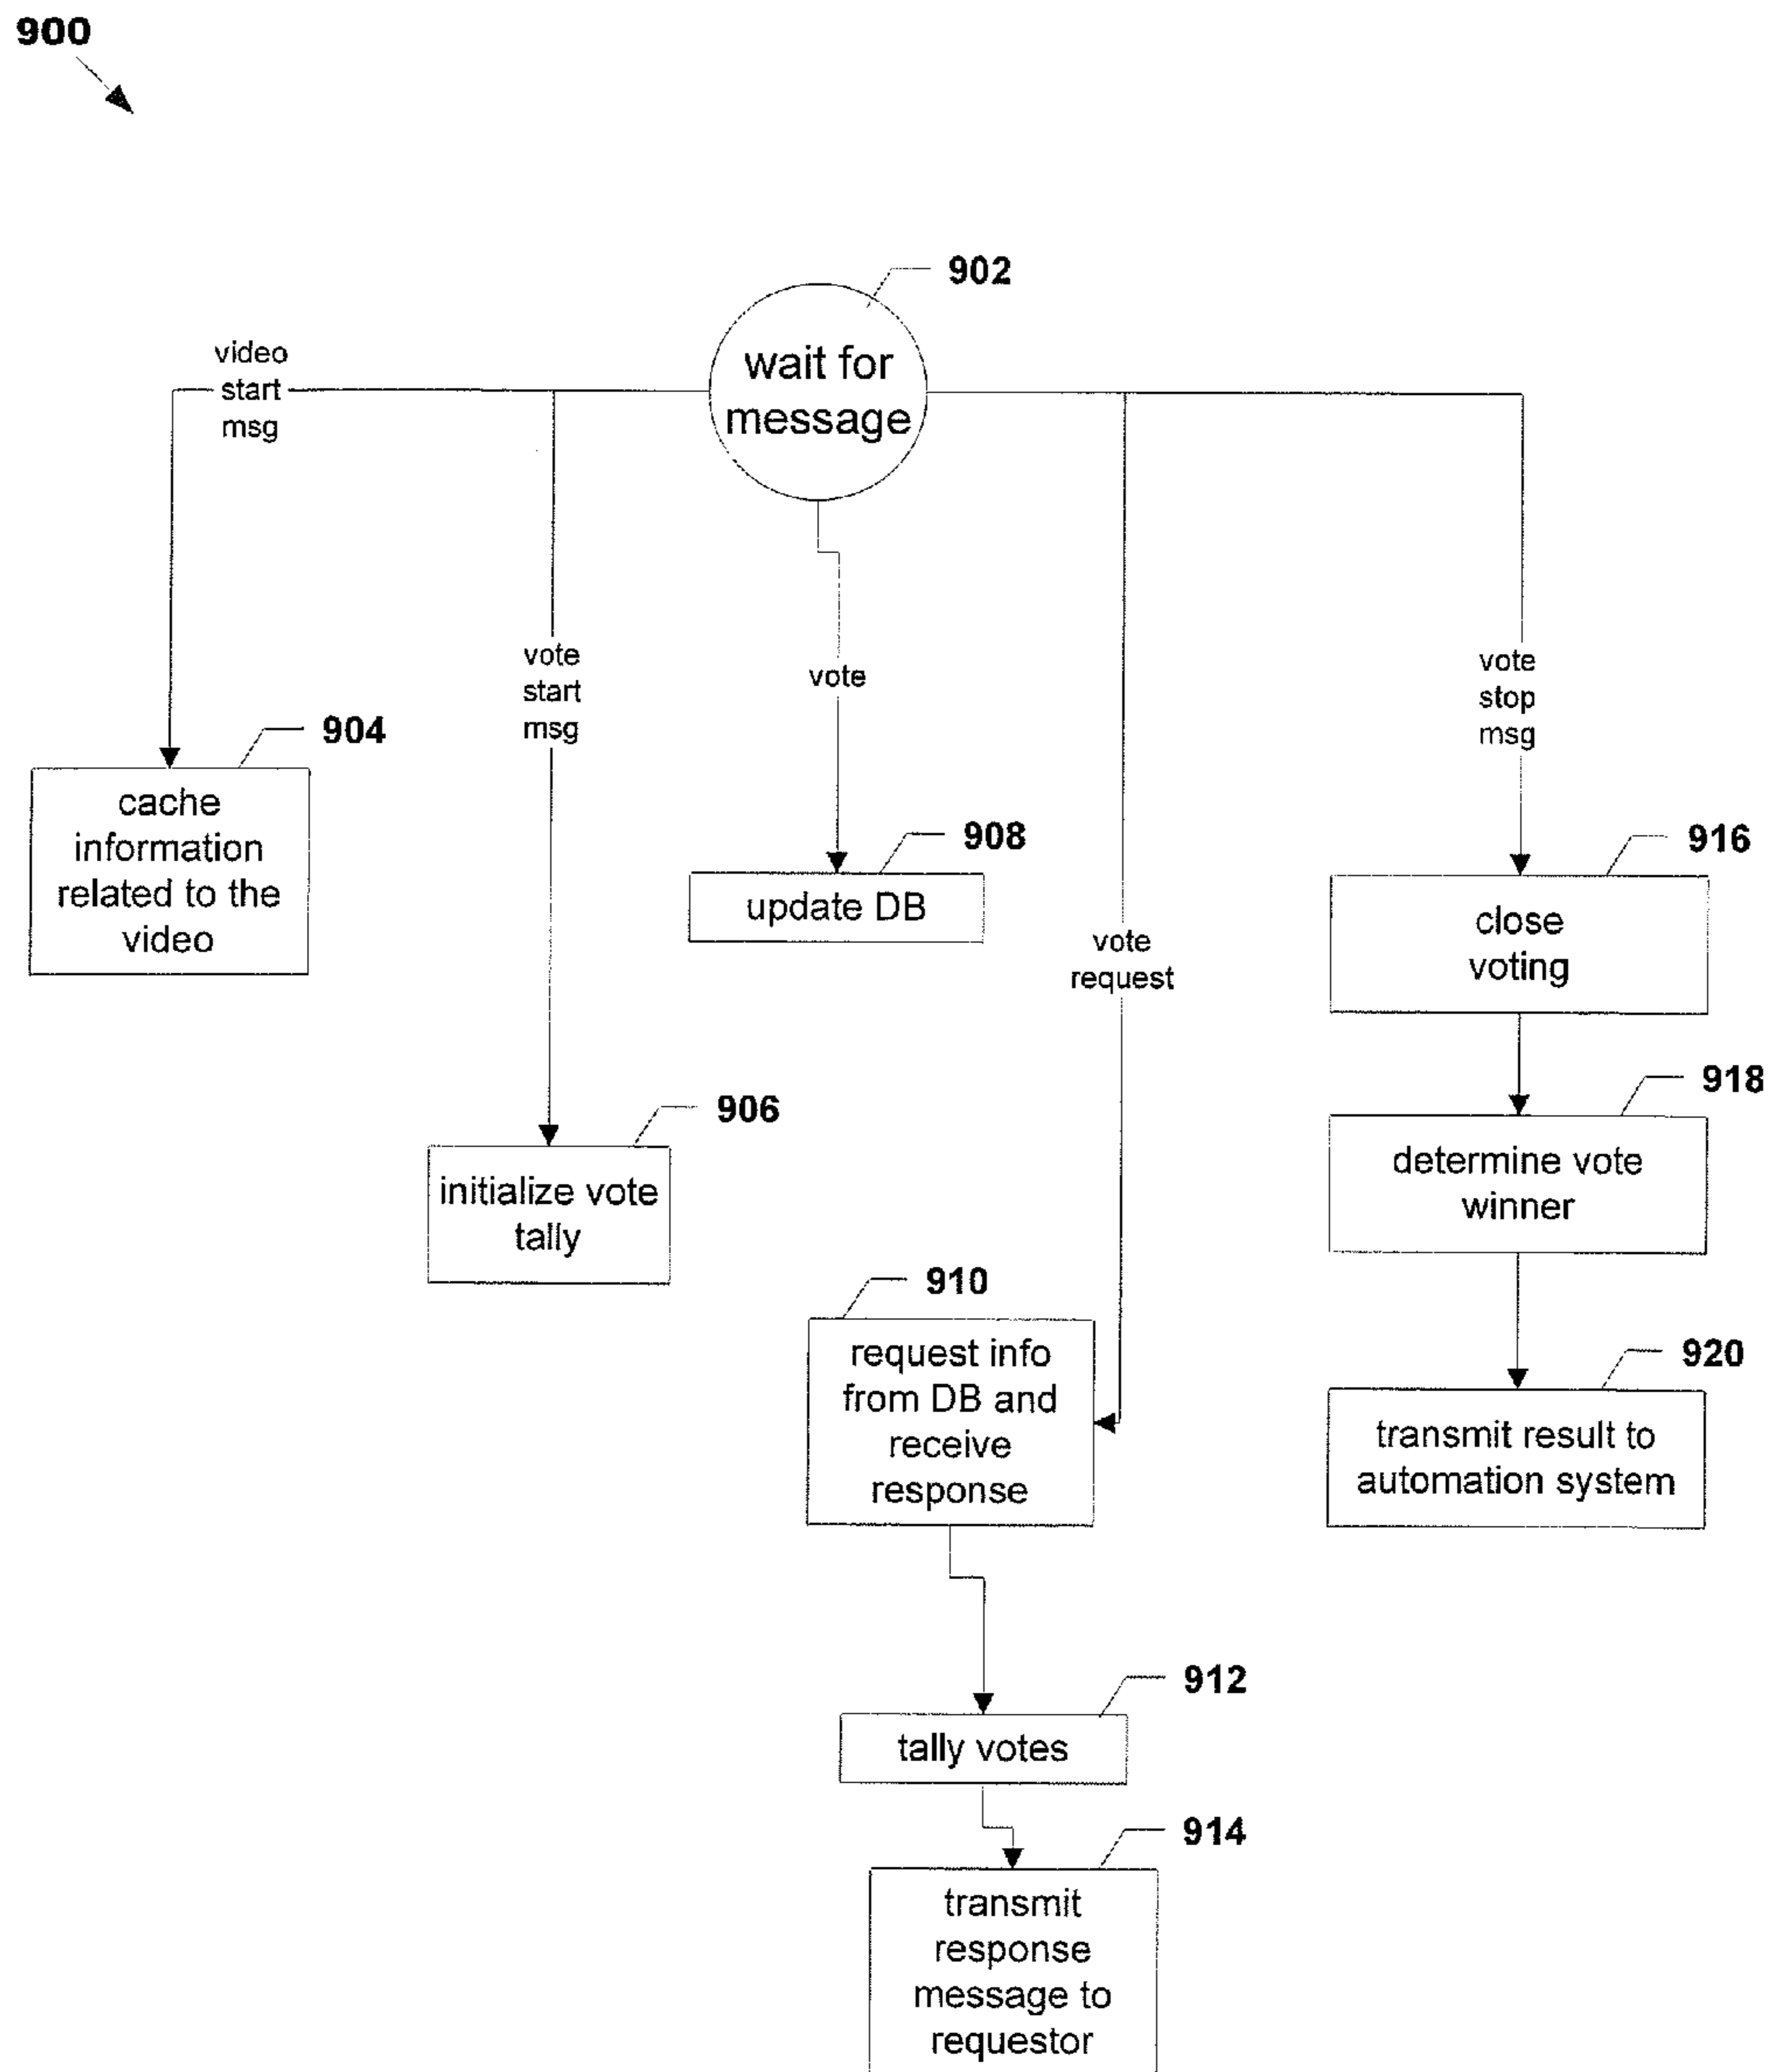 900
902
wait for
message
video
start
msg
vote
start
msg
vote
vote
stop
msg
904
cache
information
related to the
video
908
update DB
916
close
voting
vote
request
918
determine vote
winner
906
initialize vote
tally
910
request info
from DB and
receive
response
920
transmit result to
automation system
912
tally votes
914
transmit
response
message to
requestor